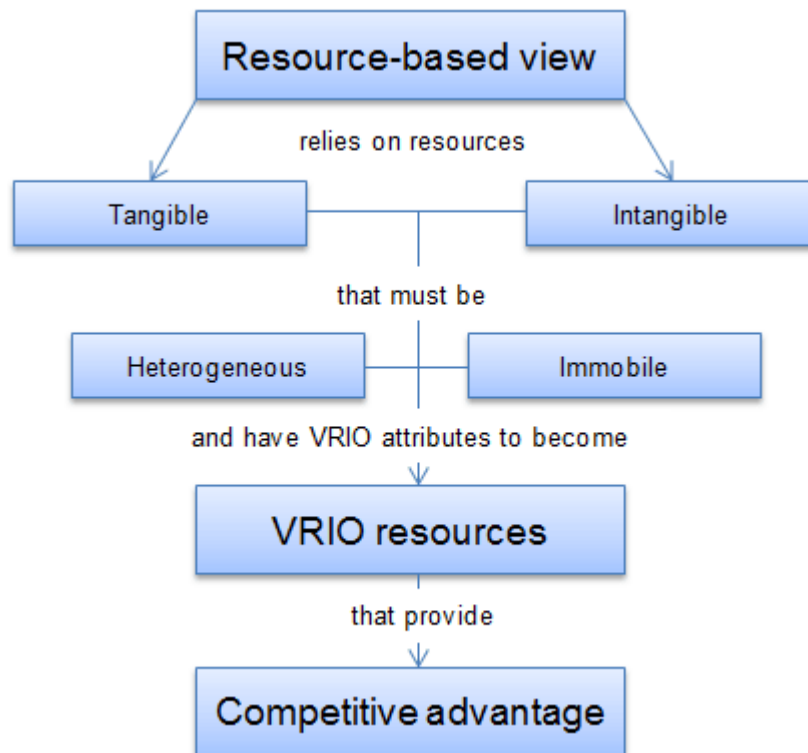 Resource-based view
relies on resources
Tangible
Intangible
that must be
Heterogeneous
Immobile
and have VRIO attributes to become
VRIO resources
that provide
Competitive advantage